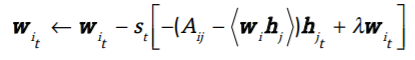 𝒘_{i_t} ← 𝒘_{i_t} − s_t[−(A_{ij} − ⟨𝒘_i 𝒉_j⟩)𝒉_{j_t} + λ𝒘_{i_t}]